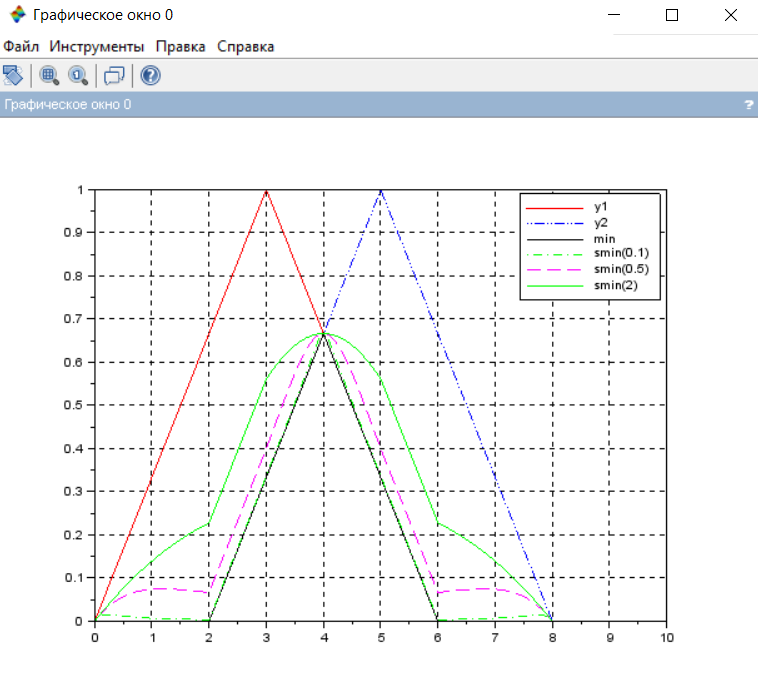 Графическое окно 0
Файл Инструменты Правка Справка
Графическое окно 0 ?
y1
y2
min
smin(0.1)
smin(0.5)
smin(2)
1
0.9
0.8
0.7
0.6
0.5
0.4
0.3
0.2
0.1
0
0 1 2 3 4 5 6 7 8 9 10